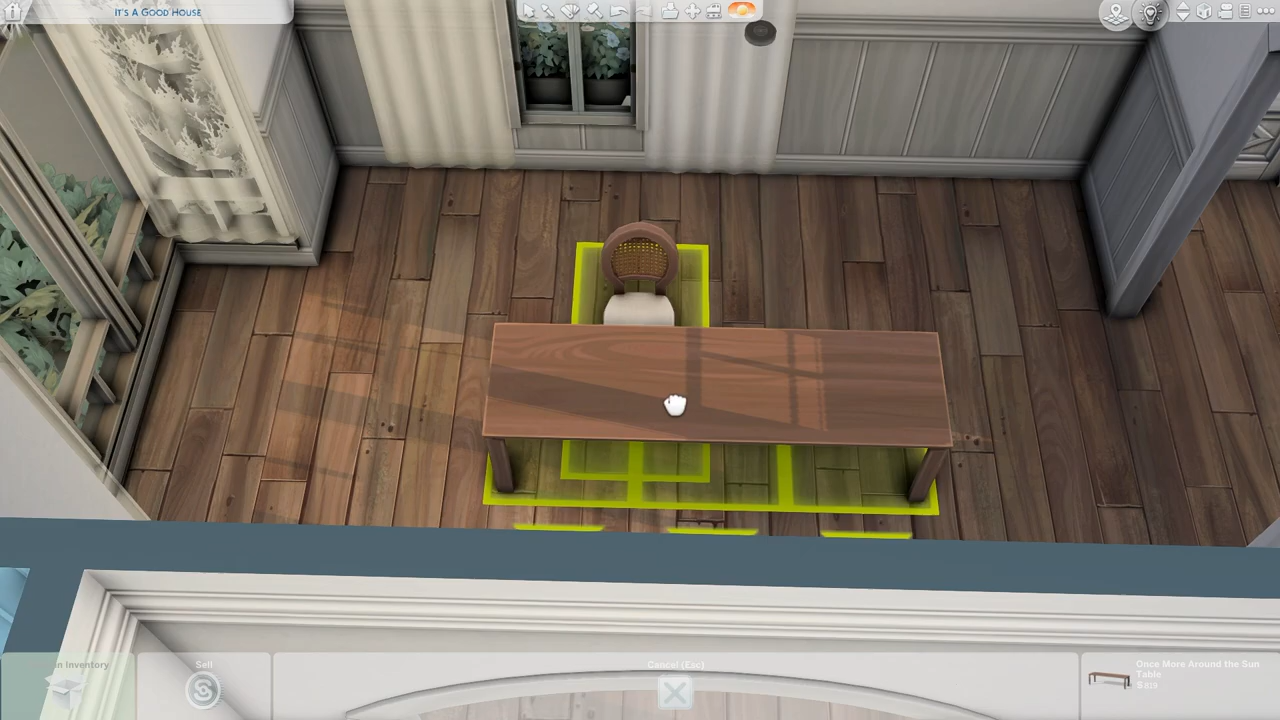 IT'S A GOOD HOUSE
n Inventory
Sell
Cancel (Esc)
Once More Around the Sun
Table